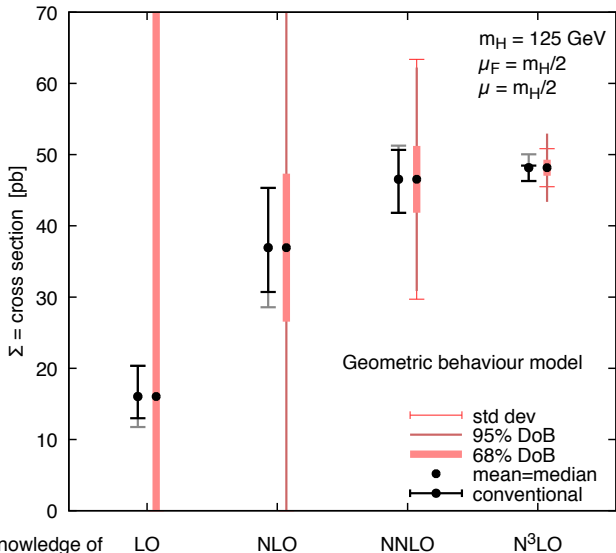 70
60
50
40
30
20
10
0
Σ = cross section [pb]
m_H = 125 GeV
μ_F = m_H/2
μ = m_H/2
Geometric behaviour model
std dev
95% DoB
68% DoB
mean=median
conventional
nowledge of LO NLO NNLO N³LO